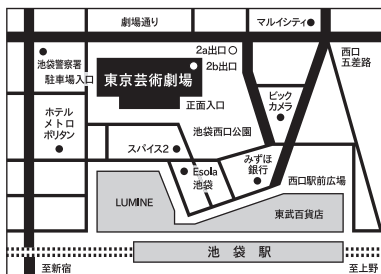 劇場通り
マルイシティ
2a出口
西口
五差路
池袋警察署
駐車場入口
2b出口
東京芸術劇場
正面入口
ビック
カメラ
ホテル
メトロ
ポリタン
池袋西口公園
スパイス2
Esola
池袋
みずほ
銀行
西口駅前広場
LUMINE
東武百貨店
池袋駅
至新宿
至上野